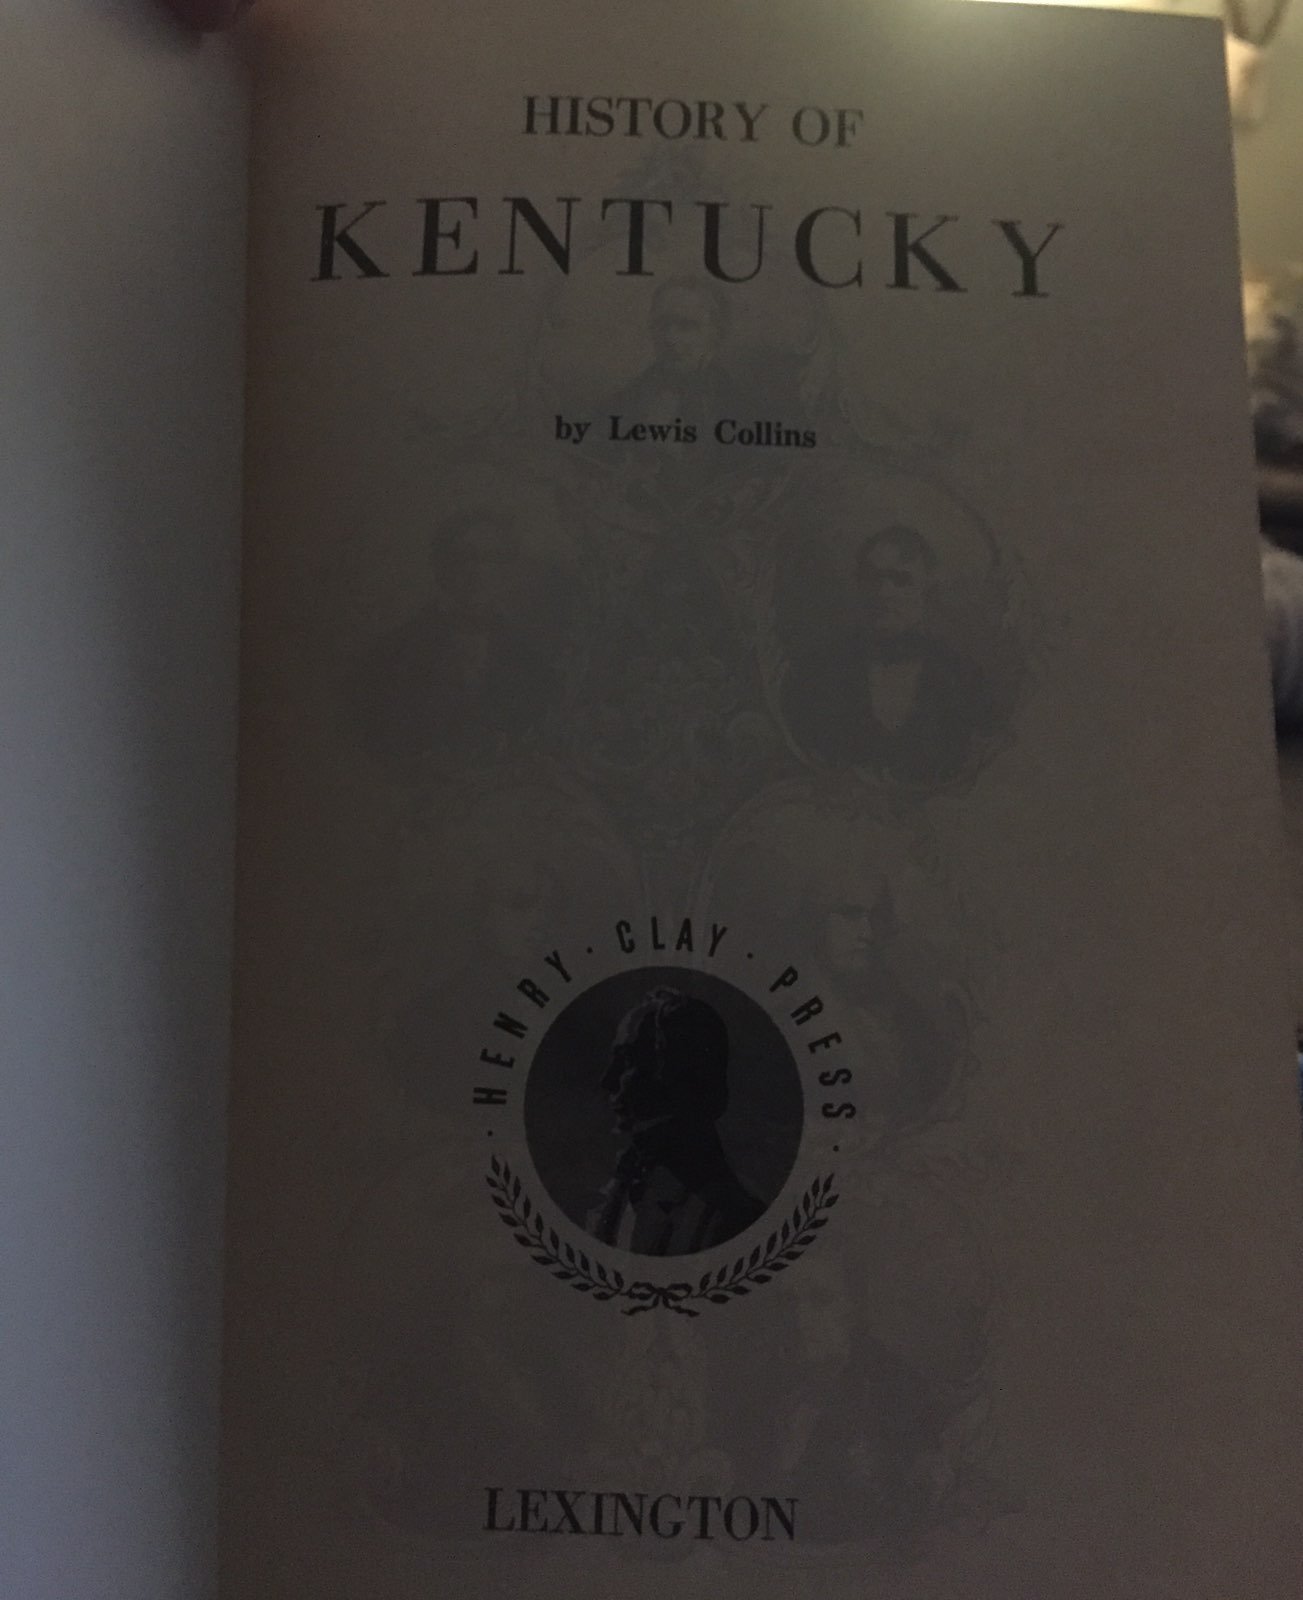 HISTORY OF
KENTUCKY
by Lewis Collins
· HENRY · CLAY · PRESS ·
LEXINGTON